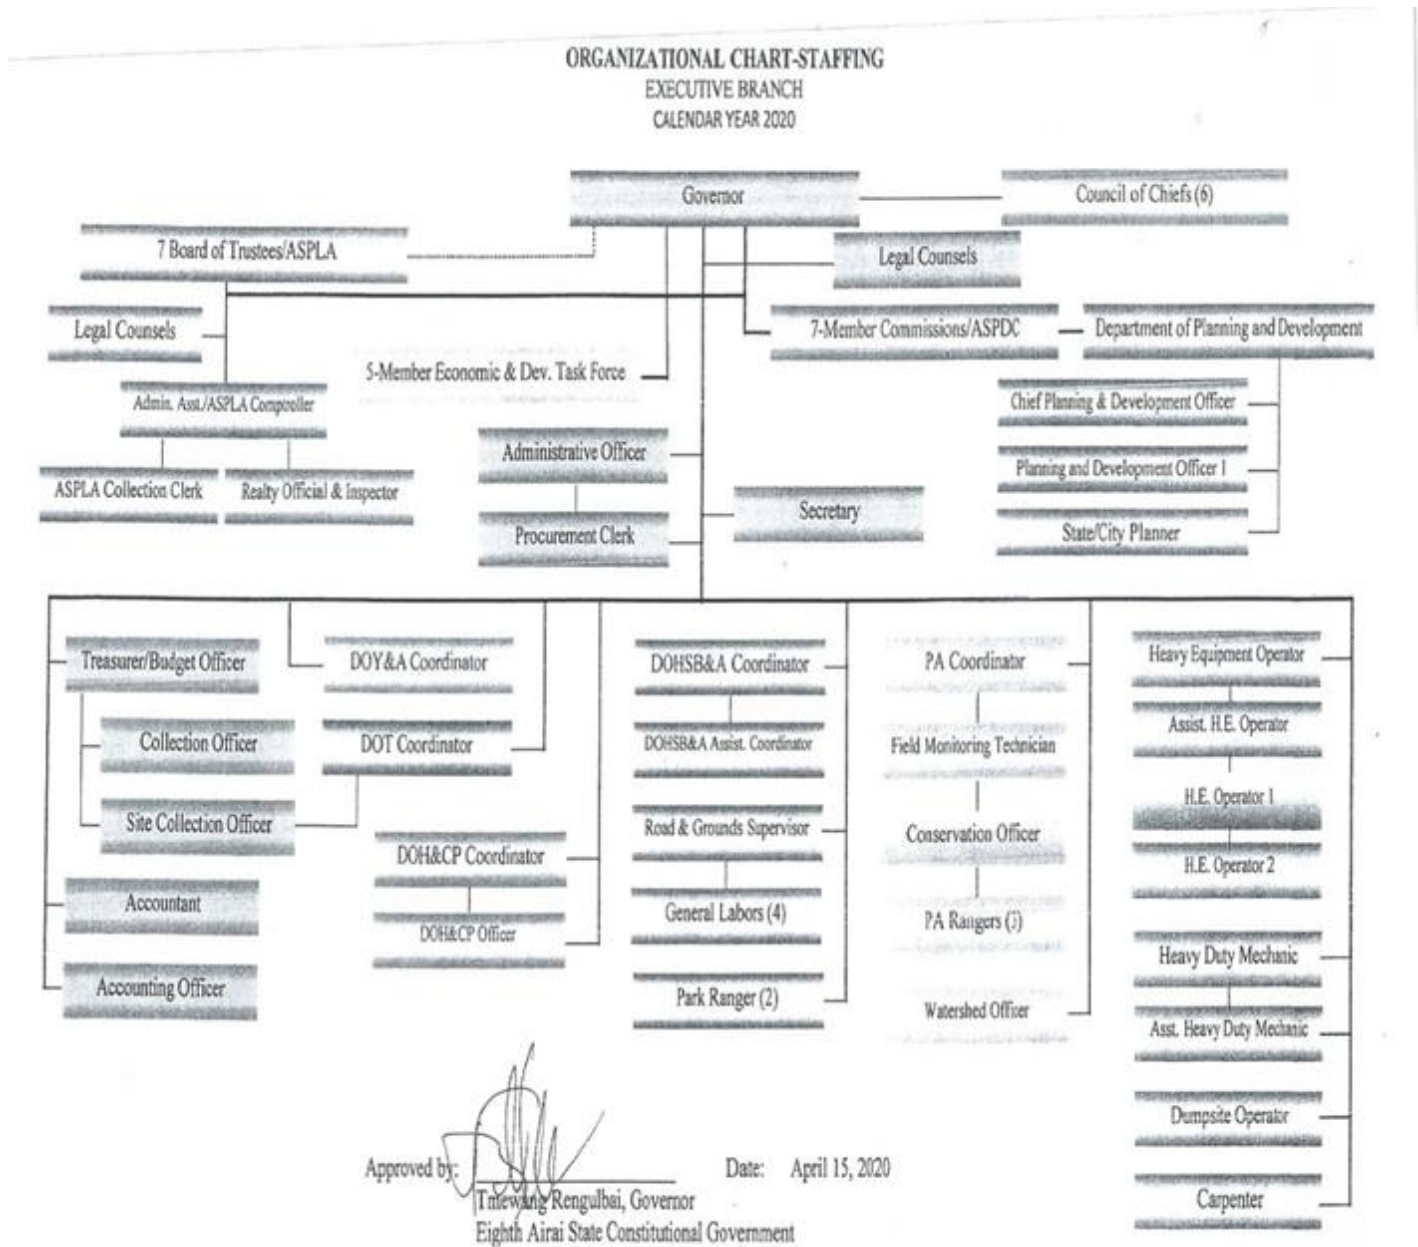 ORGANIZATIONAL CHART-STAFFING
EXECUTIVE BRANCH
CALENDAR YEAR 2020
Governor
Council of Chiefs (6)
7 Board of Trustees/ASPLA
Legal Counsels
Legal Counsels
7-Member Commissions/ASPDC
Department of Planning and Development
5-Member Economic & Dev. Task Force
Admin. Asst./ASPLA Comptroller
Chief Planning & Development Officer
Administrative Officer
Planning and Development Officer 1
ASPLA Collection Clerk
Realty Official & Inspector
Secretary
Procurement Clerk
State/City Planner
Treasurer/Budget Officer
Collection Officer
Site Collection Officer
Accountant
Accounting Officer
DOY&A Coordinator
DOT Coordinator
DOH&CP Coordinator
DOH&CP Officer
DOHSB&A Coordinator
DOHSB&A Assist. Coordinator
Road & Grounds Supervisor
General Labors (4)
Park Ranger (2)
PA Coordinator
Field Monitoring Technician
Conservation Officer
PA Rangers
Watershed Officer
Heavy Equipment Operator
Assist. H.E. Operator
H.E. Operator 1
H.E. Operator 2
Heavy Duty Mechanic
Asst. Heavy Duty Mechanic
Dumpsite Operator
Carpenter
Approved by:
Date: April 15, 2020
Tmewang Rengulbai, Governor
Eighth Airai State Constitutional Government